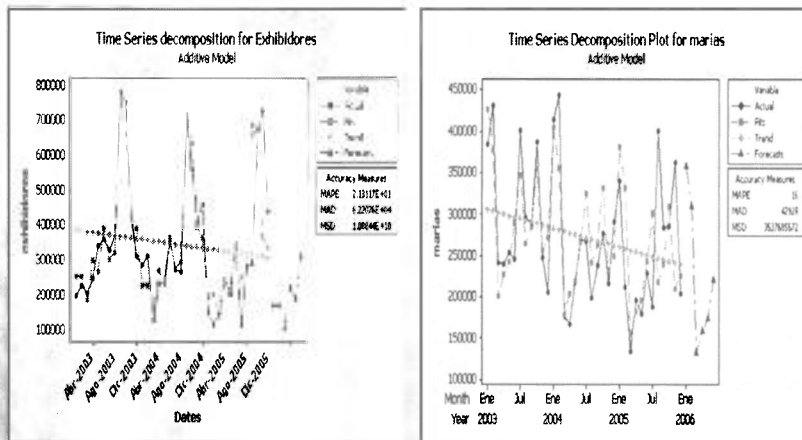 Time Series decomposition for Exhibidores
Additive Model
800000
700000
600000
500000
400000
300000
200000
100000
exhibidores
Abr-2003
Ago-2003
Dic-2003
Abr-2004
Ago-2004
Dic-2004
Abr-2005
Ago-2005
Dic-2005
Dates
Variable
Actual
Fits
Trend
Forecasts
Accuracy Measures
MAPE
MAD
MSD
Time Series Decomposition Plot for marias
Additive Model
450000
400000
350000
300000
250000
200000
150000
100000
marias
Month Ene Jul Ene Jul Ene Jul Ene
Year 2003 2004 2005 2006
Variable
Actual
Fits
Trend
Forecasts
Accuracy Measures
MAPE
MAD
MSD